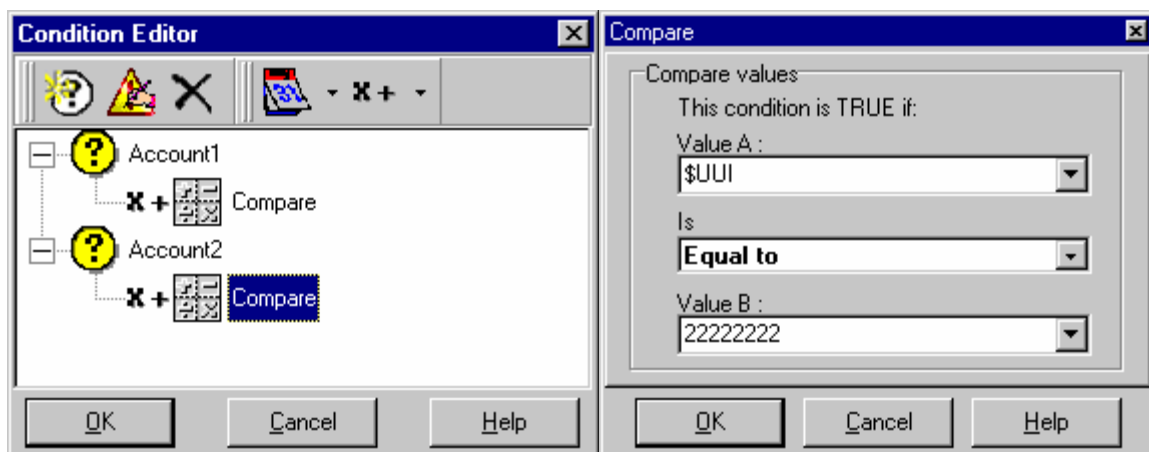 Condition Editor
Account1
Compare
Account2
Compare
OK
Cancel
Help
Compare
Compare values
This condition is TRUE if:
Value A :
$UUI
Is
Equal to
Value B :
22222222
OK
Cancel
Help